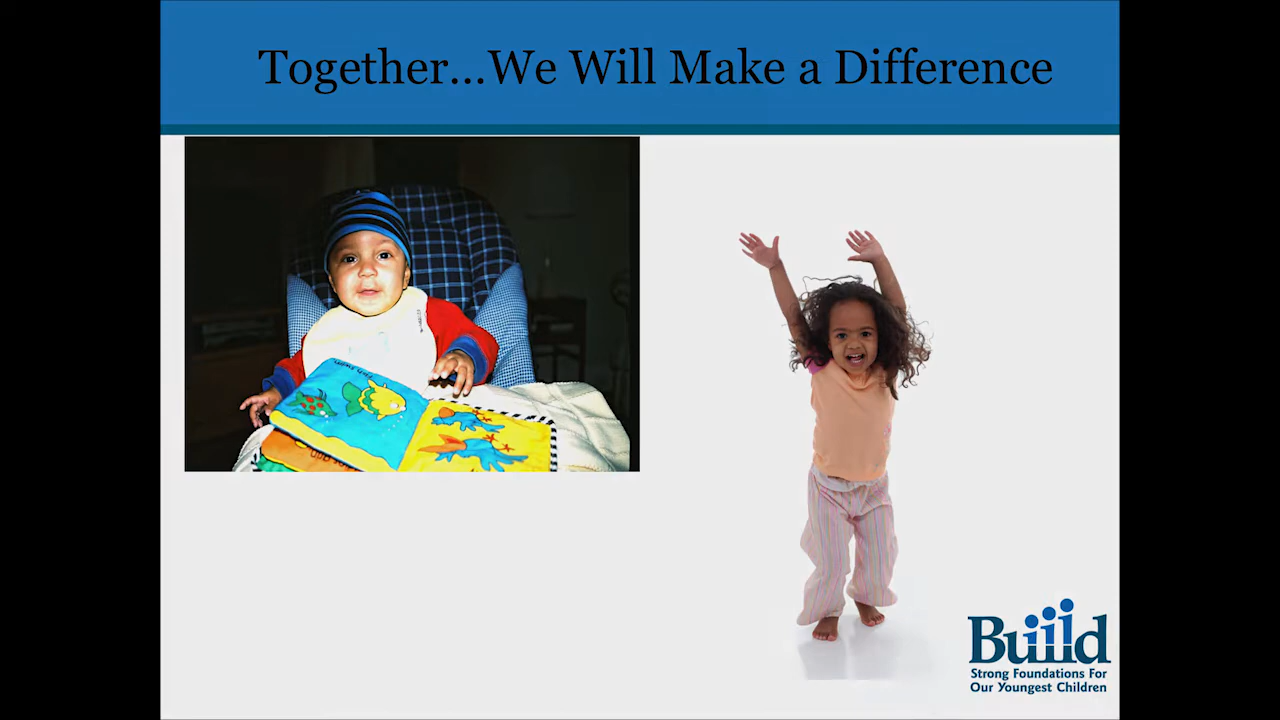 Together...We Will Make a Difference
Build
Strong Foundations For
Our Youngest Children